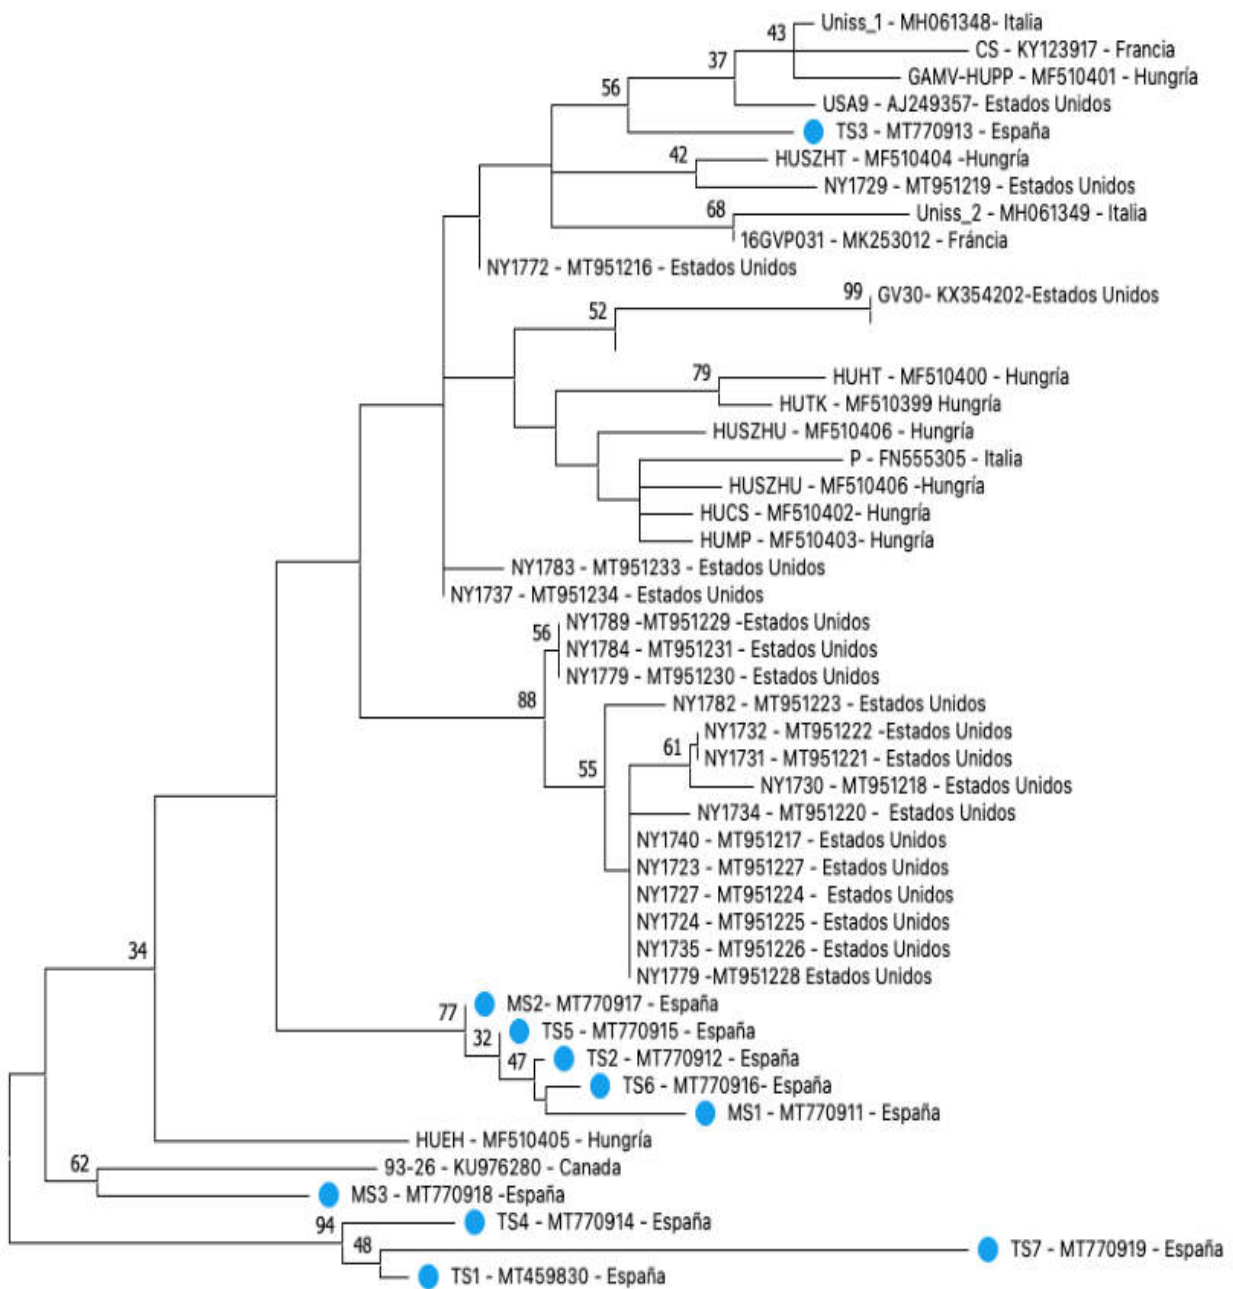 Uniss_1 - MH061348- Italia
43
CS - KY123917 - Francia
37
GAMV-HUPP - MF510401 - Hungría
56
USA9 - AJ249357- Estados Unidos
TS3 - MT770913 - España
42
HUSZHT - MF510404 -Hungría
NY1729 - MT951219 - Estados Unidos
68
Uniss_2 - MH061349 - Italia
16GVP031 - MK253012 - Fráncia
NY1772 - MT951216 - Estados Unidos
99
GV30- KX354202-Estados Unidos
52
79
HUHT - MF510400 - Hungría
HUTK - MF510399 Hungría
HUSZHU - MF510406 - Hungría
P - FN555305 - Italia
HUSZHU - MF510406 -Hungría
HUCS - MF510402- Hungría
HUMP - MF510403- Hungría
NY1783 - MT951233 - Estados Unidos
NY1737 - MT951234 - Estados Unidos
NY1789 -MT951229 -Estados Unidos
56
NY1784 - MT951231 - Estados Unidos
NY1779 - MT951230 - Estados Unidos
88
NY1782 - MT951223 - Estados Unidos
NY1732 - MT951222 -Estados Unidos
61
NY1731 - MT951221 - Estados Unidos
55
NY1730 - MT951218 - Estados Unidos
NY1734 - MT951220 - Estados Unidos
NY1740 - MT951217 - Estados Unidos
NY1723 - MT951227 - Estados Unidos
NY1727 - MT951224 - Estados Unidos
NY1724 - MT951225 - Estados Unidos
34
NY1735 - MT951226 - Estados Unidos
NY1779 -MT951228 Estados Unidos
77
MS2- MT770917 - España
32
TS5 - MT770915 - España
47
TS2 - MT770912 - España
TS6 - MT770916- España
MS1 - MT770911 - España
HUEH - MF510405 - Hungría
62
93-26 - KU976280 - Canada
MS3 - MT770918 -España
94
TS4 - MT770914 - España
48
TS7 - MT770919 - España
TS1 - MT459830 - España